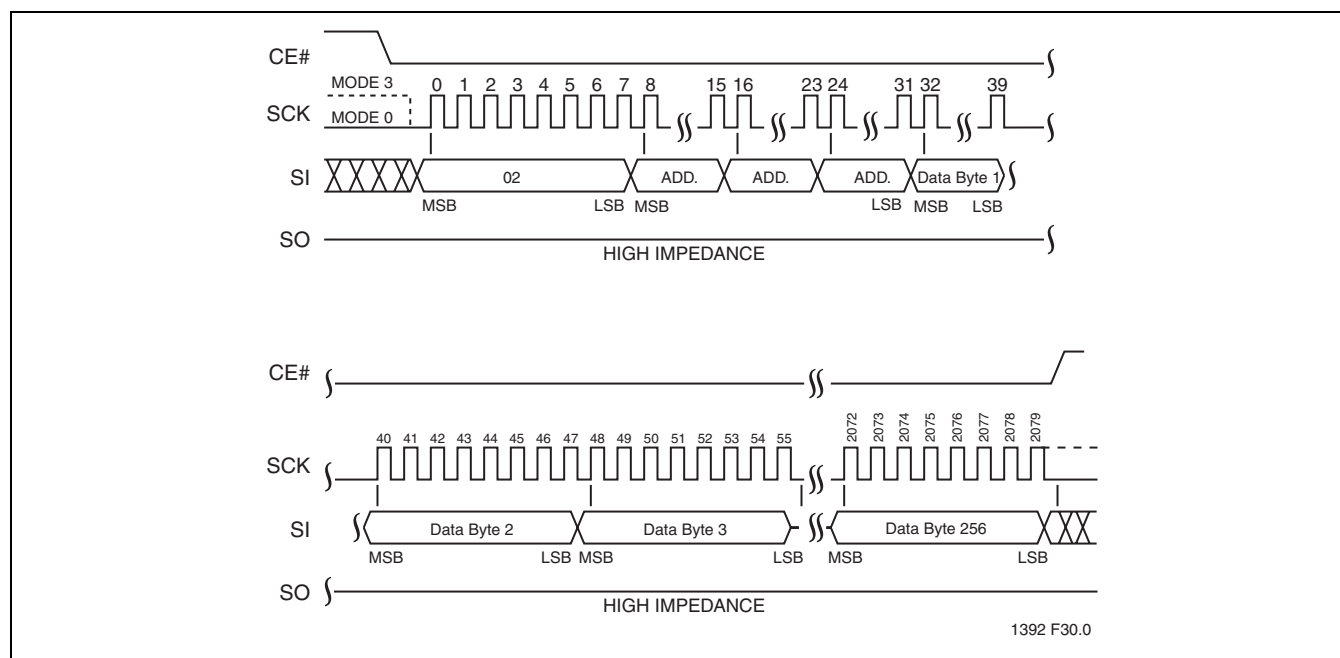 CE#
MODE 3
0 1 2 3 4 5 6 7 8 15 16 23 24 31 32 39
SCK
MODE 0
SI
02 ADD. ADD. ADD. Data Byte 1
MSB LSB MSB LSB MSB LSB
SO
HIGH IMPEDANCE
CE#
40 41 42 43 44 45 46 47 48 49 50 51 52 53 54 55 2072 2073 2074 2075 2076 2077 2078 2079
SCK
SI
Data Byte 2 Data Byte 3 Data Byte 256
MSB LSB MSB LSB MSB LSB
SO
HIGH IMPEDANCE
1392 F30.0